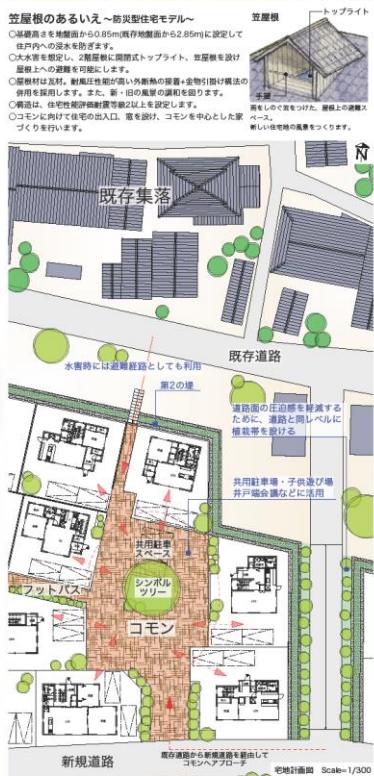 笠屋根のあるいえ ~防災型住宅モデル~
○基礎高さを地盤面から0.85m(既存地盤面から2.85m)に設定して
住戸内への浸水を防ぎます。
○大水害を想定し、2階屋根に開閉式トップライト、笠屋根を設け
屋根上への避難を可能にします。
○屋根材は瓦材。耐風圧性能が高い外断熱の接着+金物引掛け構法の
併用を採用します。また、新・旧の風景の調和を図ります。
○構造は、住宅性能評価耐震等級2以上を設定します。
○コモンに向けて住宅の出入口、窓を設け、コモンを中心とした家
づくりを行います。
笠屋根
トップライト
手摺
雨をしのぐ笠をつけた、屋根上の避難ス
ペース。
新しい住宅地の風景をつくります。
N
既存集落
既存道路
水害時には避難経路としても利用
第2の堤
道路面の圧迫感を軽減する
ために、道路と同レベルに
植栽帯を設ける
共用駐車場・子供遊び場
井戸端会議などに活用
共用駐車
スペース
シンボル
ツリー
フットパス
コモン
新規道路
既存道路から新規道路を経由して
コモンへアプローチ
宅地計画図 Scale=1/300